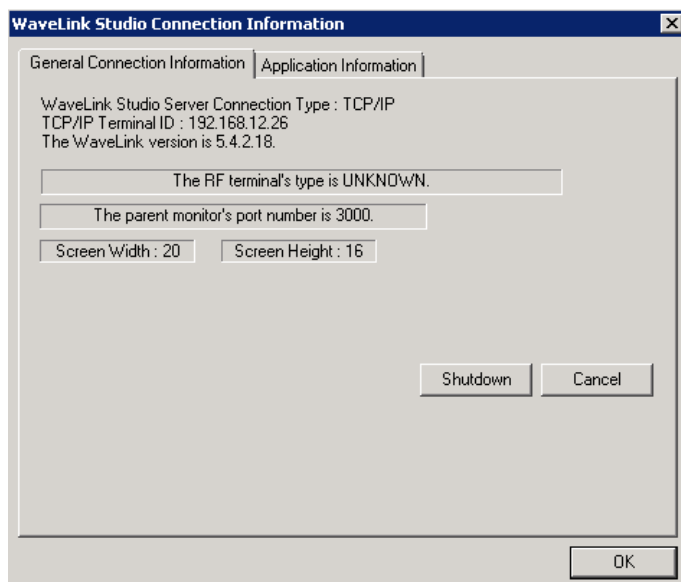 WaveLink Studio Connection Information
General Connection Information Application Information
WaveLink Studio Server Connection Type : TCP/IP
TCP/IP Terminal ID : 192.168.12.26
The WaveLink version is 5.4.2.18.
The RF terminal's type is UNKNOWN.
The parent monitor's port number is 3000.
Screen Width : 20 Screen Height : 16
Shutdown Cancel
OK